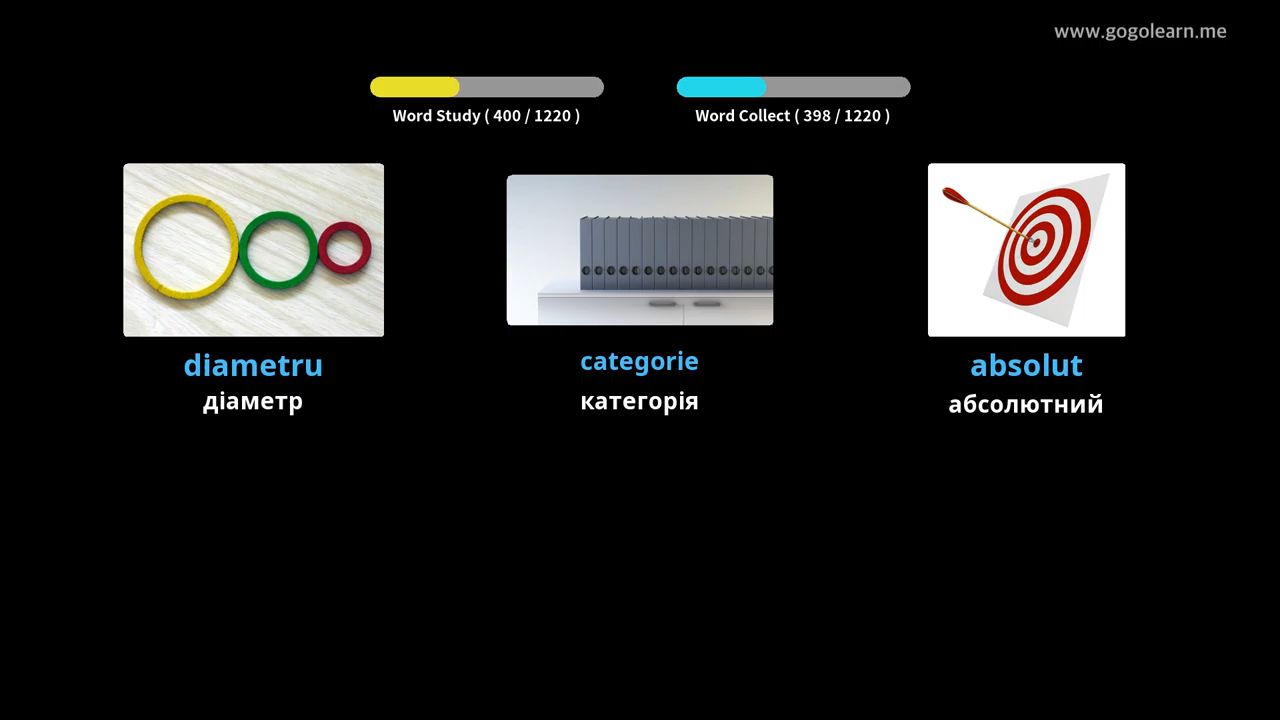 www.gogolearn.me
Word Study ( 400 / 1220 )
Word Collect ( 398 / 1220 )
diametru
діаметр
categorie
категорія
absolut
абсолютний